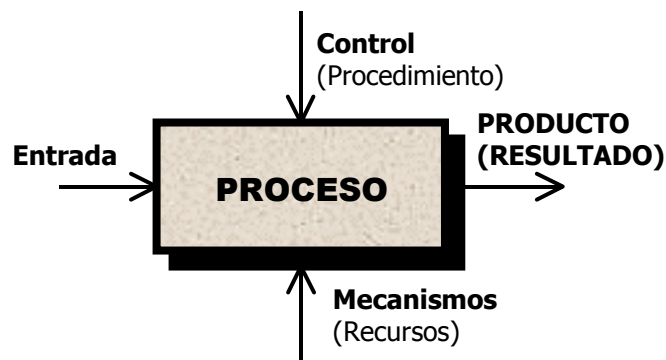 Control
(Procedimiento)
PRODUCTO
(RESULTADO)
Entrada
PROCESO
Mecanismos
(Recursos)